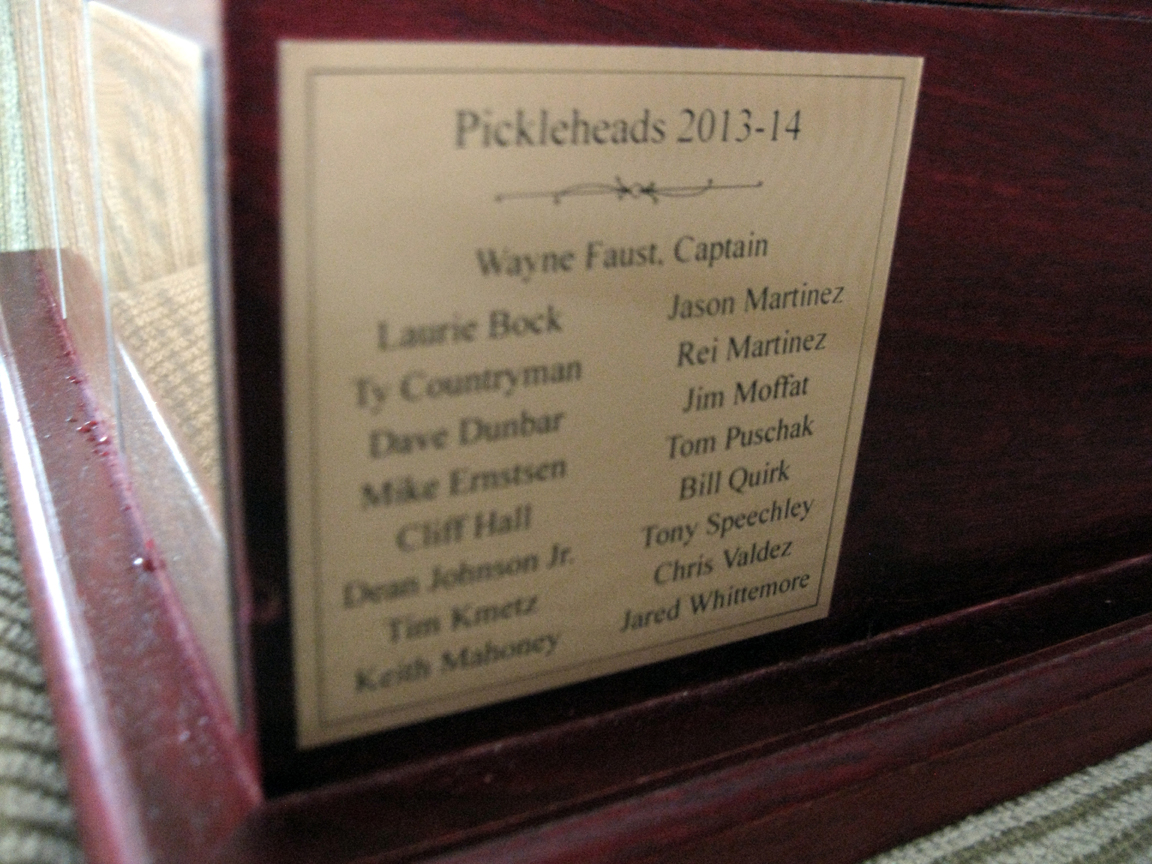 Pickleheads 2013-14
Wayne Faust, Captain
Laurie Bock
Ty Countryman
Dave Dunbar
Mike Ernstsen
Cliff Hall
Dean Johnson Jr.
Tim Kmetz
Keith Mahoney
Jason Martinez
Rei Martinez
Jim Moffat
Tom Puschak
Bill Quirk
Tony Speechley
Chris Valdez
Jared Whittemore